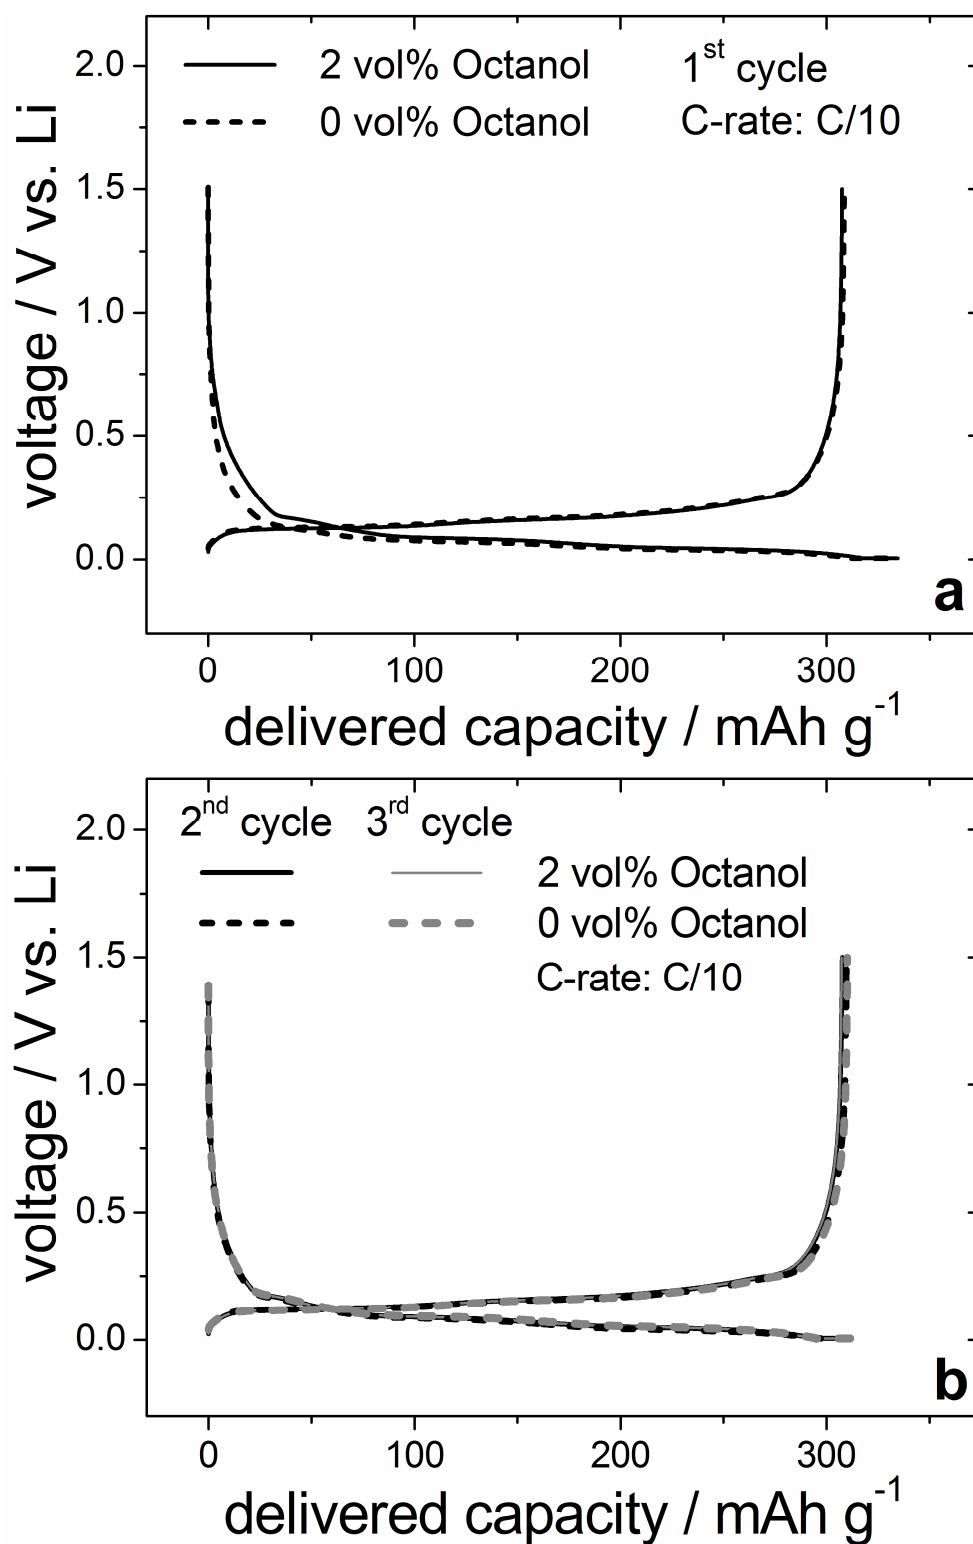 2 vol% Octanol 1st cycle
0 vol% Octanol C-rate: C/10
voltage / V vs. Li
2.0
1.5
1.0
0.5
0.0
a
0 100 200 300
delivered capacity / mAh g-1
2nd cycle 3rd cycle
2 vol% Octanol
0 vol% Octanol
C-rate: C/10
voltage / V vs. Li
2.0
1.5
1.0
0.5
0.0
b
0 100 200 300
delivered capacity / mAh g-1